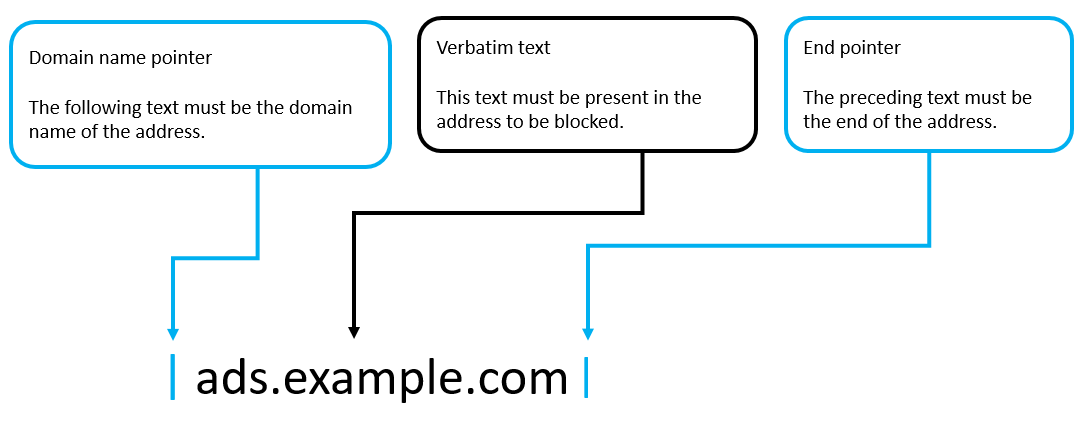 Domain name pointer
The following text must be the domain
name of the address.
Verbatim text
This text must be present in the
address to be blocked.
End pointer
The preceding text must be
the end of the address.
| ads.example.com |